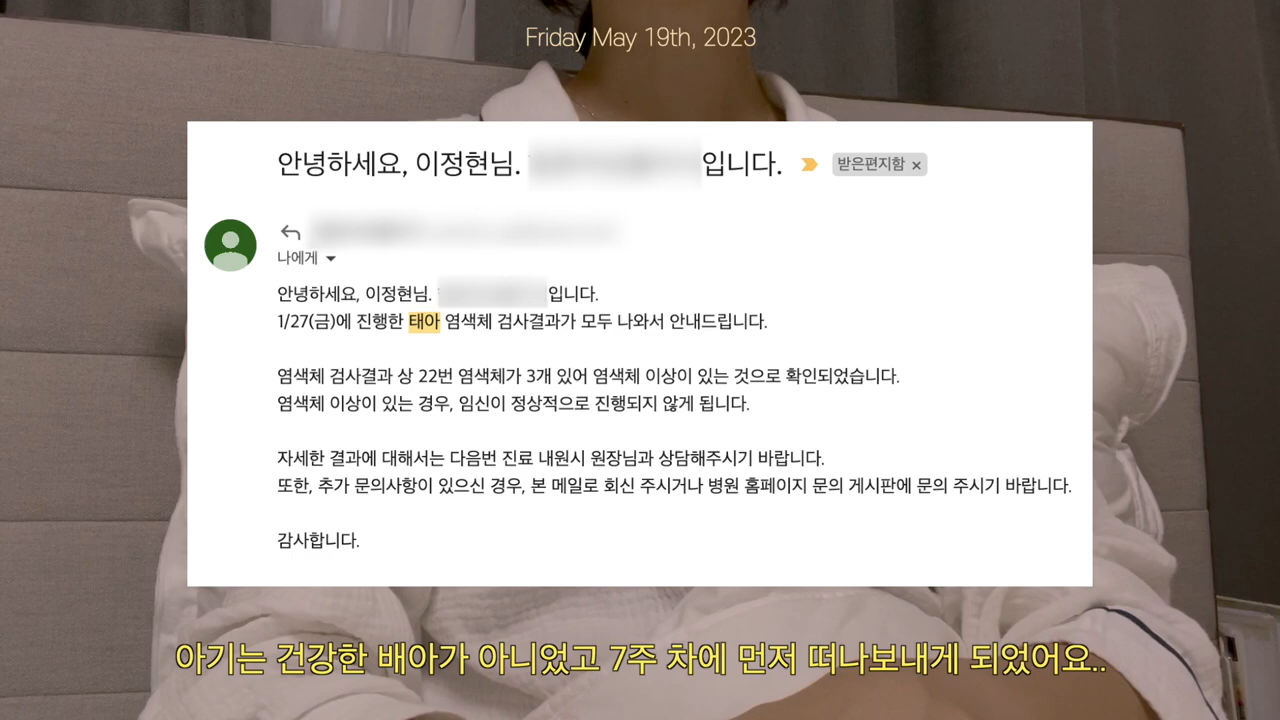 Friday May 19th, 2023
안녕하세요, 이정현님. 입니다. 받은편지함 ×
나에게
안녕하세요, 이정현님. 입니다.
1/27(금)에 진행한 태아 염색체 검사결과가 모두 나와서 안내드립니다.
염색체 검사결과 상 22번 염색체가 3개 있어 염색체 이상이 있는 것으로 확인되었습니다.
염색체 이상이 있는 경우, 임신이 정상적으로 진행되지 않게 됩니다.
자세한 결과에 대해서는 다음번 진료 내원시 원장님과 상담해주시기 바랍니다.
또한, 추가 문의사항이 있으신 경우, 본 메일로 회신 주시거나 병원 홈페이지 문의 게시판에 문의 주시기 바랍니다.
감사합니다.
아기는 건강한 배아가 아니었고 7주 차에 먼저 떠나보내게 되었어요..